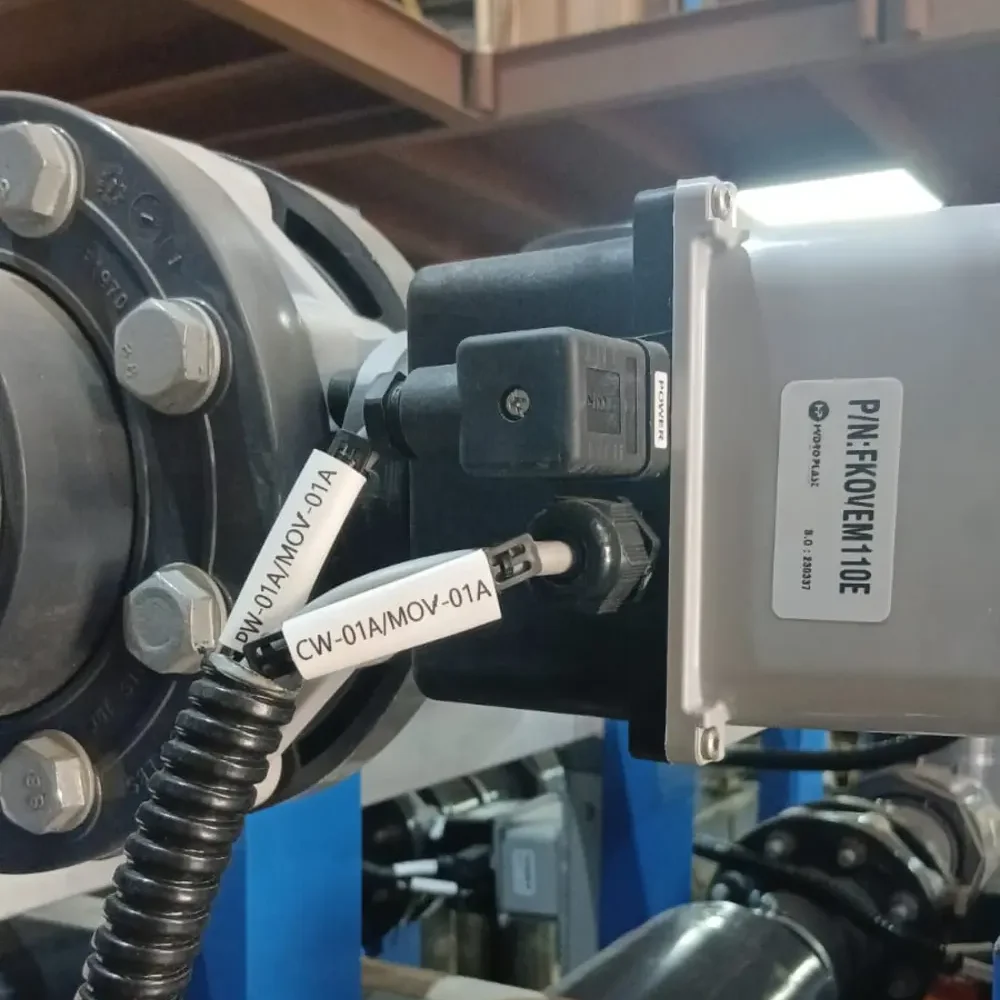 PW-01A/MOV-01A
CW-01A/MOV-01A
POWER
P/N:FKOVEM110E
HYDROPLAST
S.O : 230337